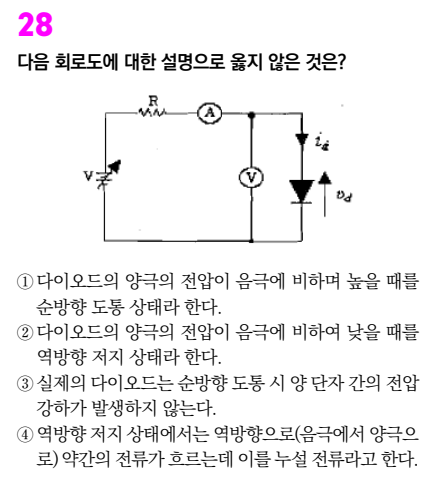 28
다음 회로도에 대한 설명으로 옳지 않은 것은?
R
A
i_d
V
V
v_d
① 다이오드의 양극의 전압이 음극에 비하며 높을 때를
순방향 도통 상태라 한다.
② 다이오드의 양극의 전압이 음극에 비하여 낮을 때를
역방향 저지 상태라 한다.
③ 실제의 다이오드는 순방향 도통 시 양 단자 간의 전압
강하가 발생하지 않는다.
④ 역방향 저지 상태에서는 역방향으로(음극에서 양극으
로) 약간의 전류가 흐르는데 이를 누설 전류라고 한다.